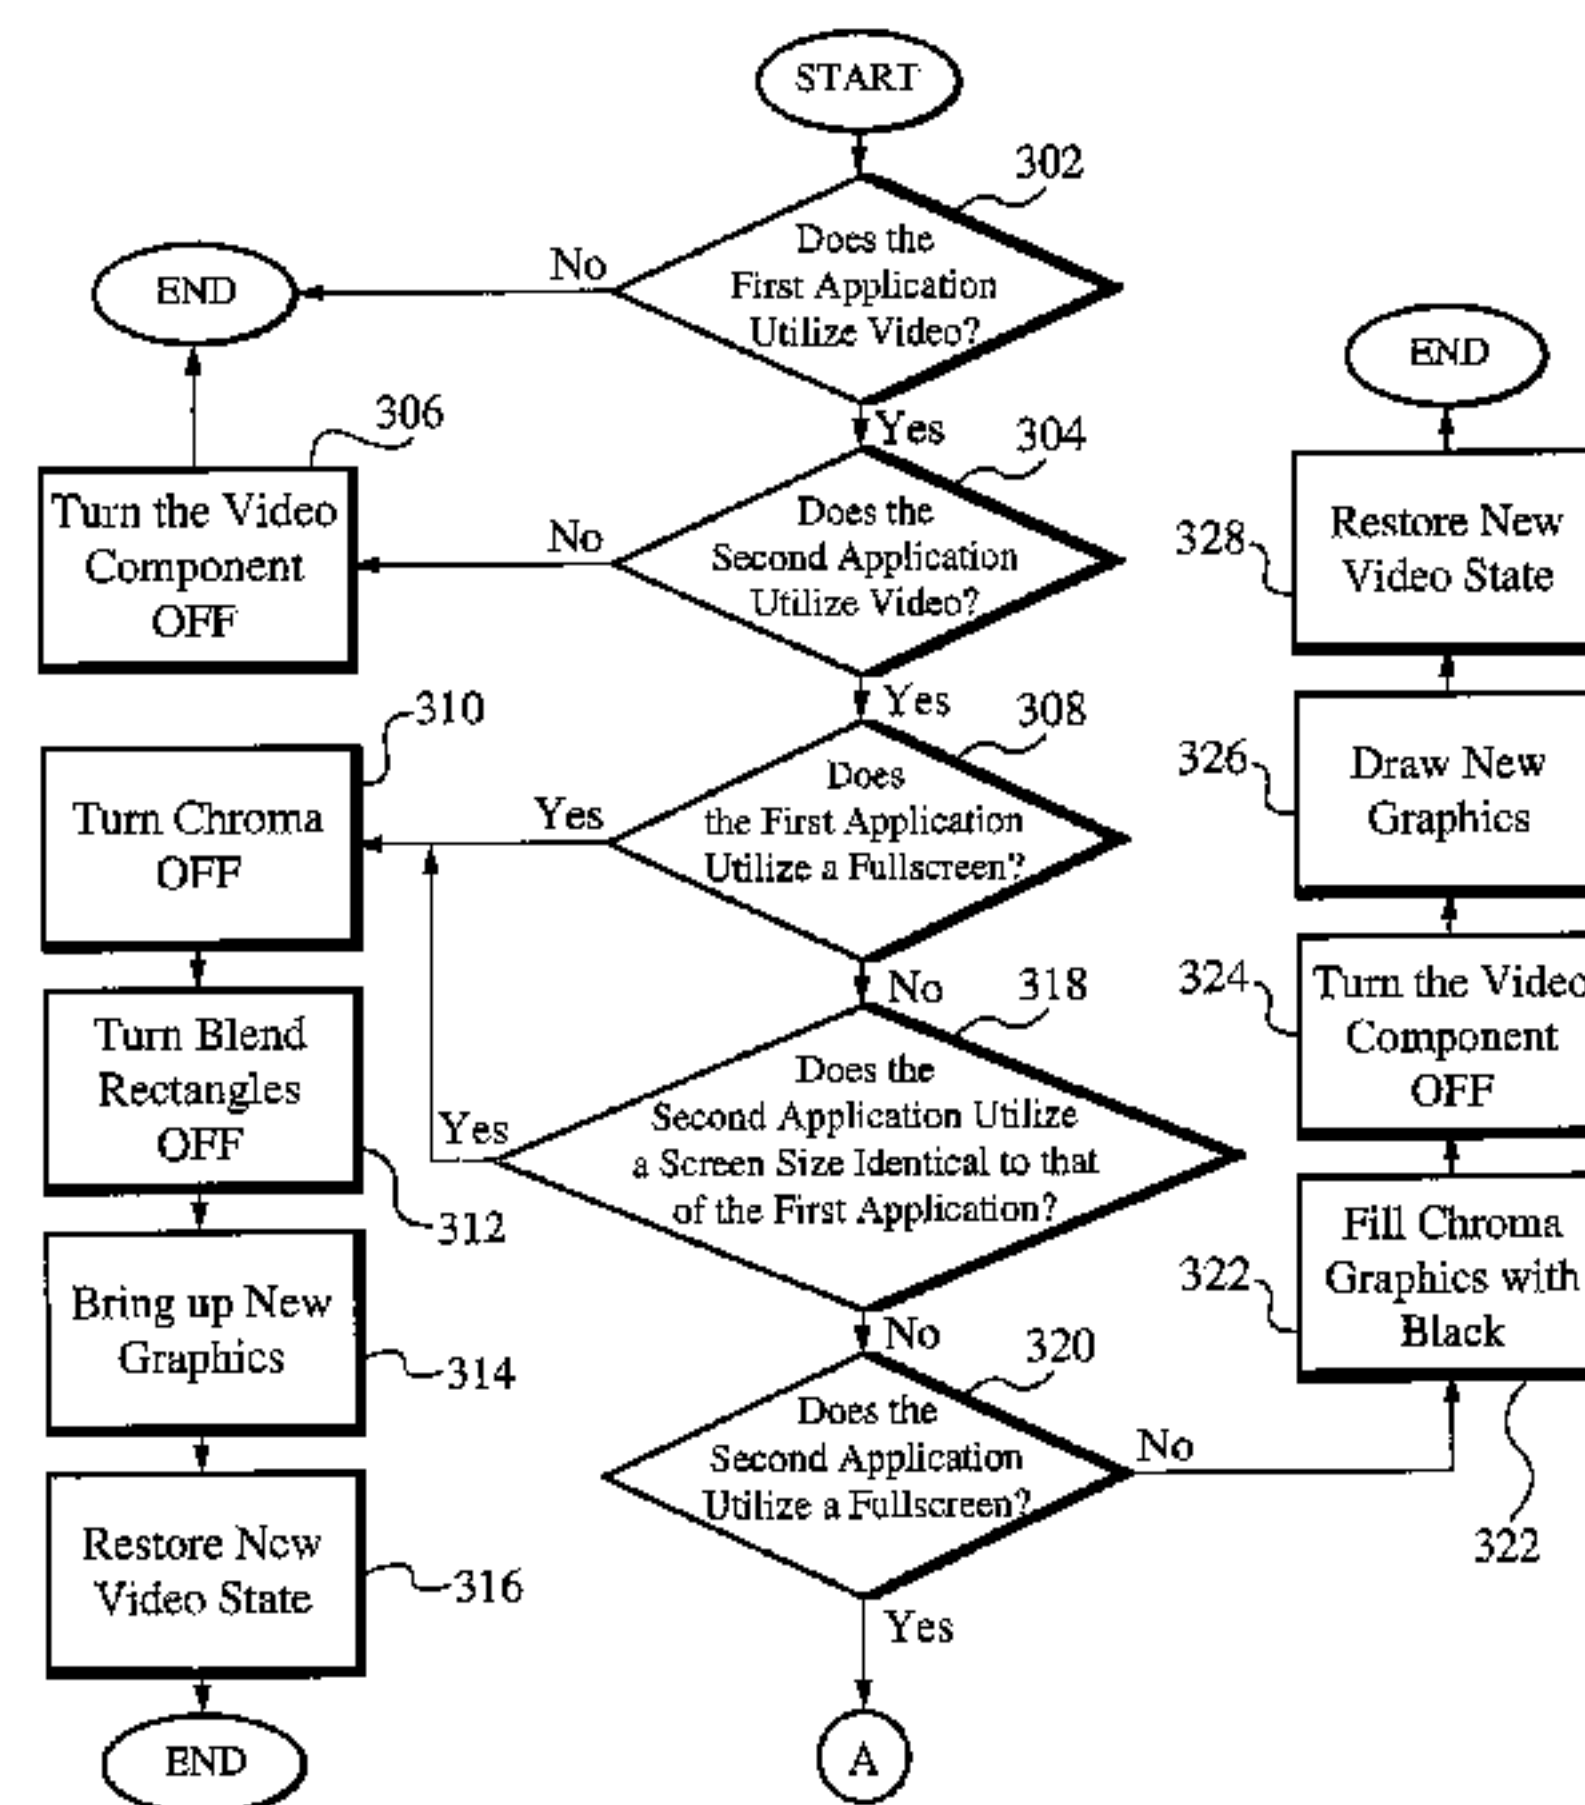 START
302
Does the
First Application
Utilize Video?
No
END
Yes
304
306
Turn the Video
Component
OFF
No
Does the
Second Application
Utilize Video?
Yes
308
310
Turn Chroma
OFF
Yes
Does
the First Application
Utilize a Fullscreen?
No
318
Turn Blend
Rectangles
OFF
312
Yes
Does the
Second Application Utilize
a Screen Size Identical to that
of the First Application?
No
320
Bring up New
Graphics
314
Does the
Second Application
Utilize a Fullscreen?
No
Yes
A
Restore New
Video State
316
END
END
328
Restore New
Video State
326
Draw New
Graphics
324
Turn the Video
Component
OFF
322
Fill Chroma
Graphics with
Black
322